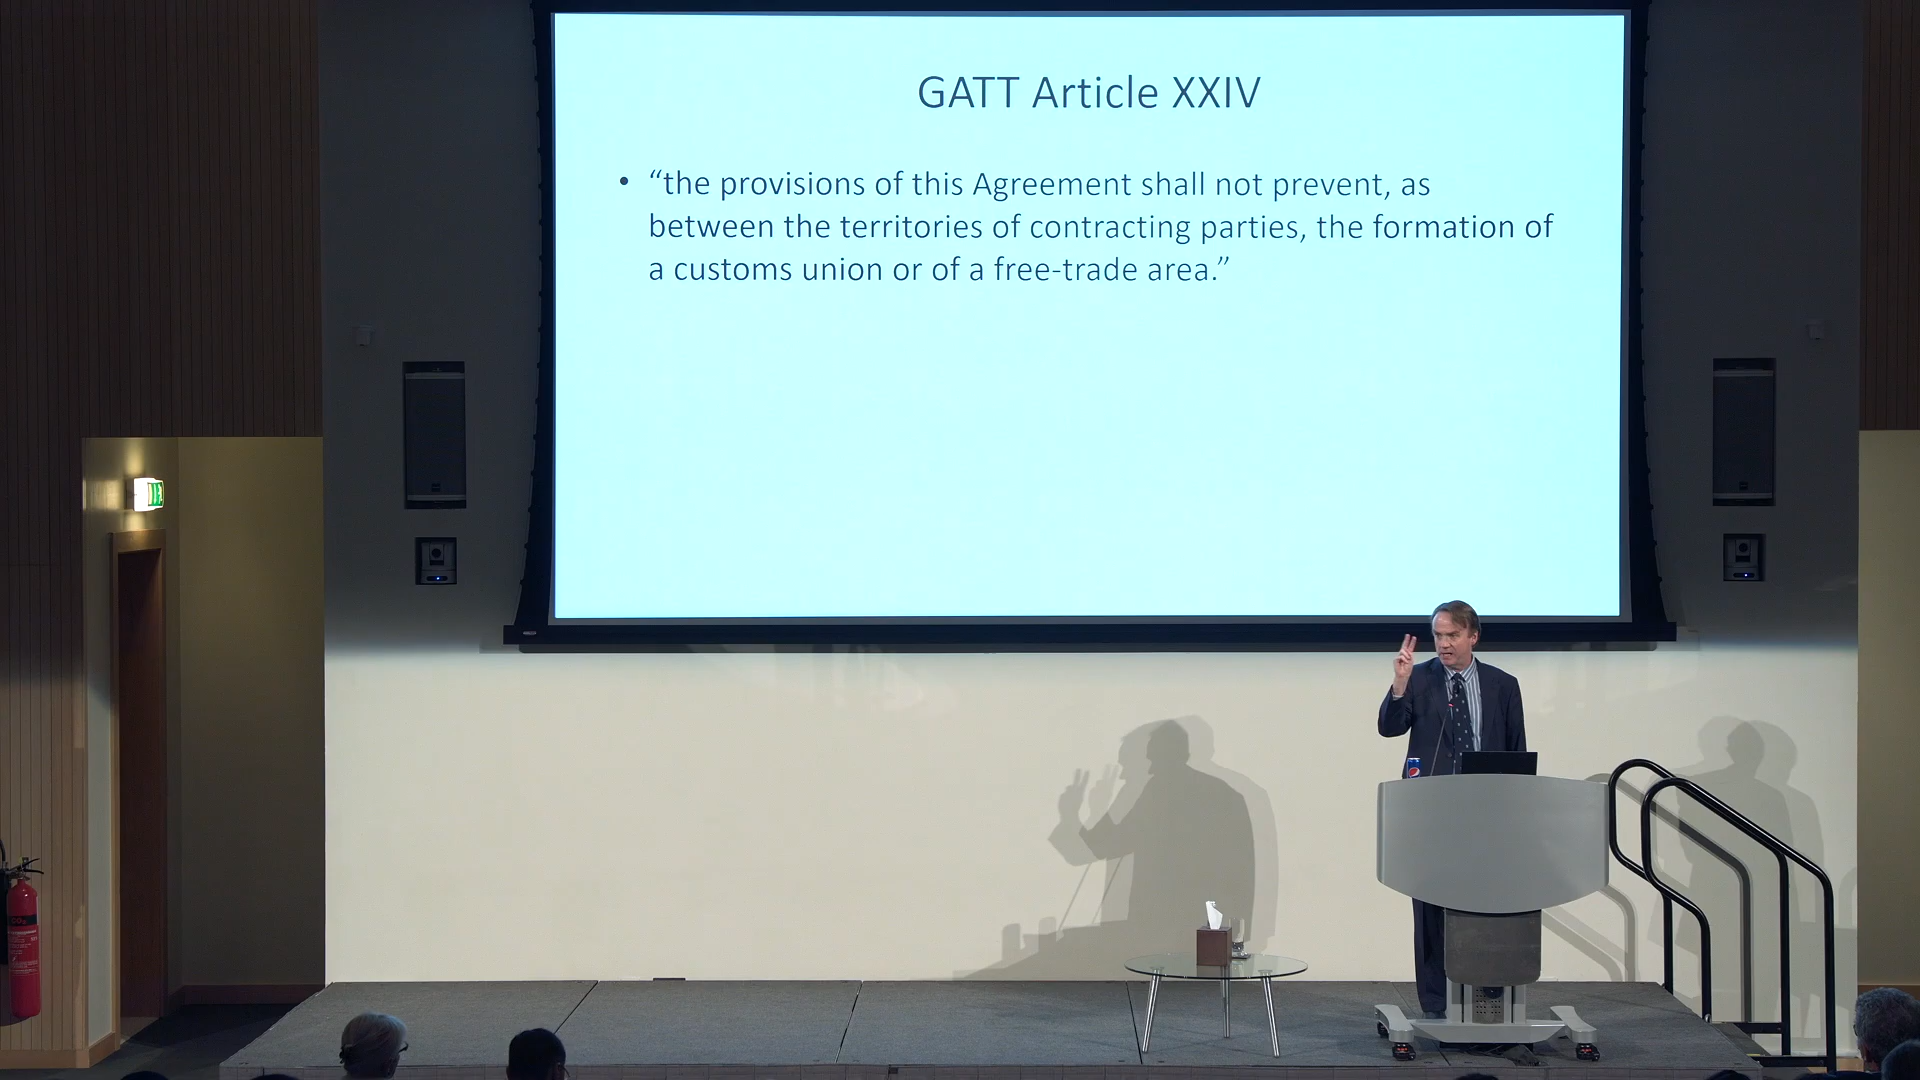 GATT Article XXIV
• “the provisions of this Agreement shall not prevent, as
between the territories of contracting parties, the formation of
a customs union or of a free-trade area.”
CO2